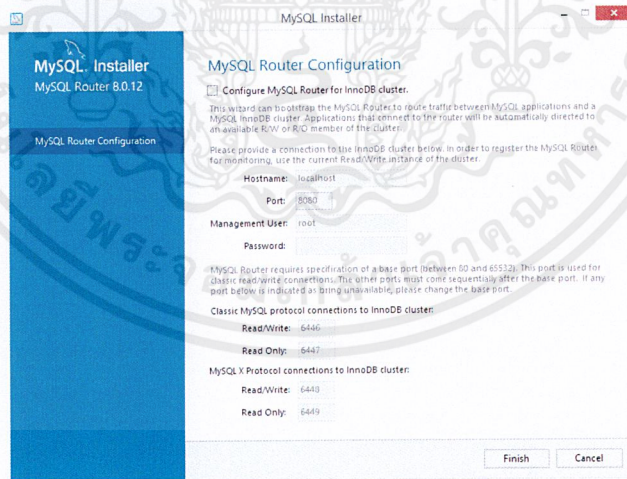 MySQL Installer
MySQL. Installer
MySQL Router 8.0.12
MySQL Router Configuration
MySQL Router Configuration
Configure MySQL Router for InnoDB cluster.
This wizard can bootstrap the MySQL Router to route traffic between MySQL applications and a
MySQL InnoDB cluster. Applications that connect to the router will be automatically directed to
an available R/W or R/O member of the cluster.
Please provide a connection to the InnoDB cluster below. In order to register the MySQL Router
for monitoring, use the current Read/Write instance of the cluster.
Hostname: localhost
Port: 8080
Management User: root
Password:
MySQL Router requires specification of a base port (between 80 and 65532). This port is used for
classic read/write connections. The other ports must come sequentially after the base port. If any
port below is indicated as being unavailable, please change the base port.
Classic MySQL protocol connections to InnoDB cluster:
Read/Write: 6446
Read Only: 6447
MySQL X Protocol connections to InnoDB cluster:
Read/Write: 6448
Read Only: 6449
Finish Cancel